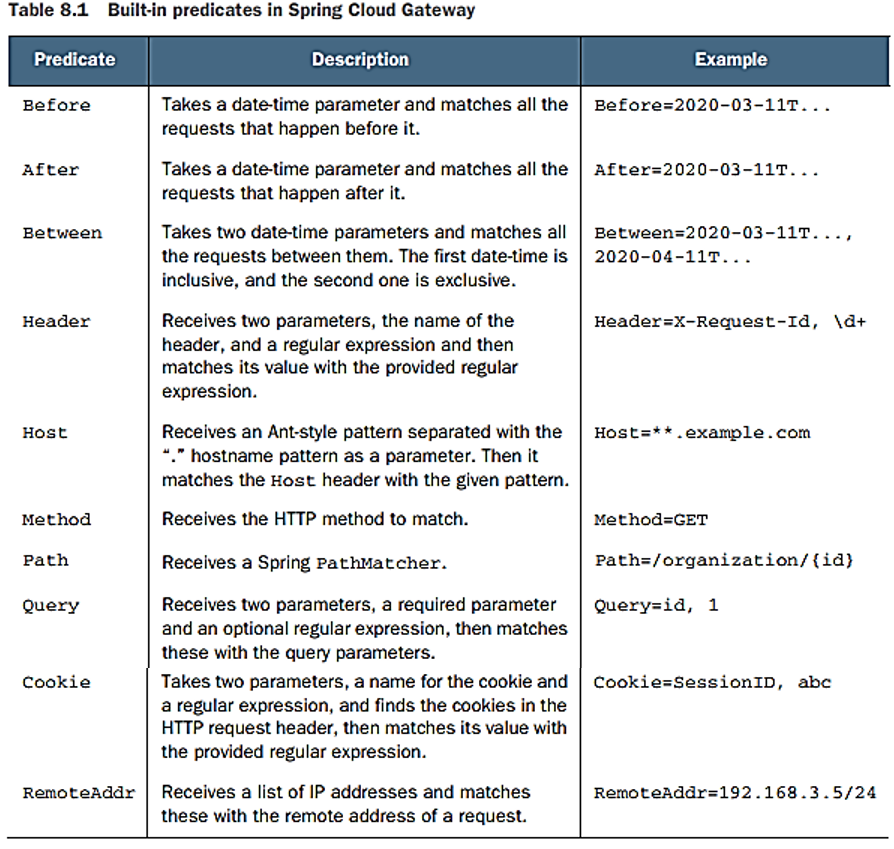 Table 8.1 Built-in predicates in Spring Cloud Gateway
Predicate Description Example
Before Takes a date-time parameter and matches all the Before=2020-03-11T...
requests that happen before it.
After Takes a date-time parameter and matches all the After=2020-03-11T...
requests that happen after it.
Between Takes two date-time parameters and matches all Between=2020-03-11T...,
the requests between them. The first date-time is 2020-04-11T...
inclusive, and the second one is exclusive.
Header Receives two parameters, the name of the Header=X-Request-Id, \d+
header, and a regular expression and then
matches its value with the provided regular
expression.
Host Receives an Ant-style pattern separated with the Host=**.example.com
“.” hostname pattern as a parameter. Then it
matches the Host header with the given pattern.
Method Receives the HTTP method to match. Method=GET
Path Receives a Spring PathMatcher. Path=/organization/{id}
Query Receives two parameters, a required parameter Query=id, 1
and an optional regular expression, then matches
these with the query parameters.
Cookie Takes two parameters, a name for the cookie and Cookie=SessionID, abc
a regular expression, and finds the cookies in the
HTTP request header, then matches its value with
the provided regular expression.
RemoteAddr Receives a list of IP addresses and matches RemoteAddr=192.168.3.5/24
these with the remote address of a request.